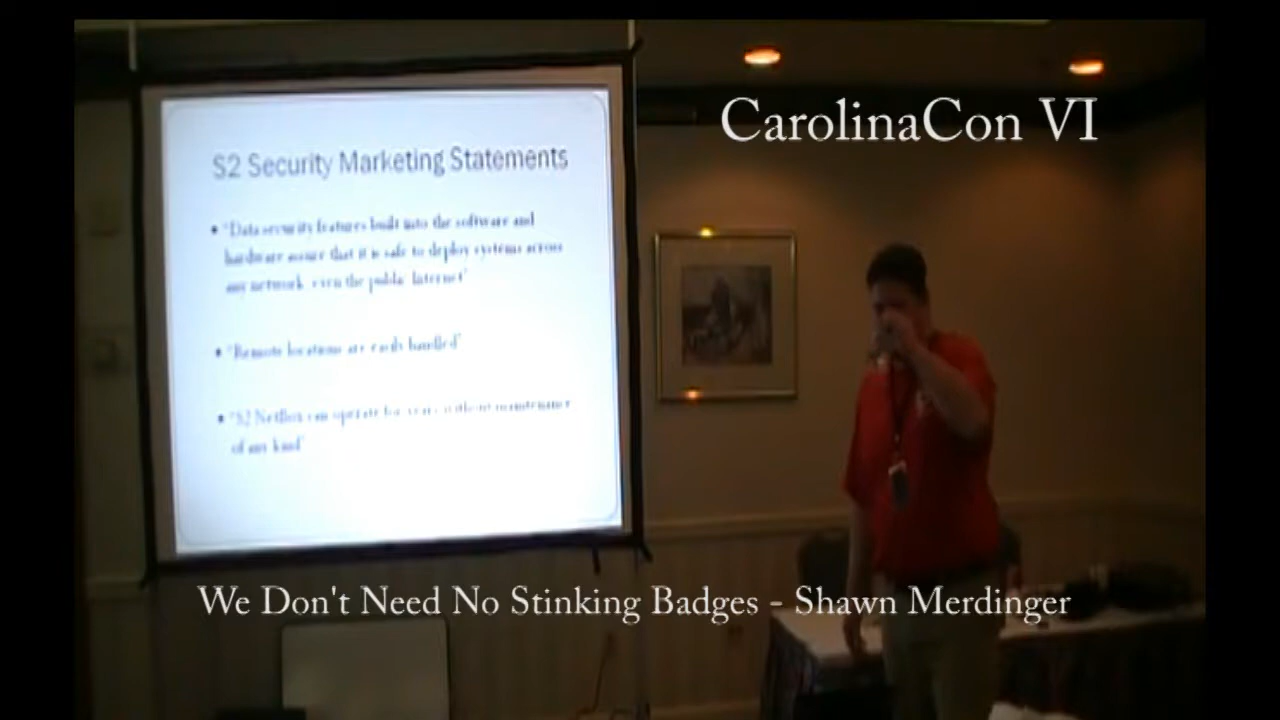 CarolinaCon VI
S2 Security Marketing Statements
• "Data security features built into the software and
hardware assure that it is safe to deploy systems across
any network even the public Internet"
• "Remote locations are easily handled"
• "S2 NetBox can operate for years without maintenance
of any kind"
We Don't Need No Stinking Badges - Shawn Merdinger